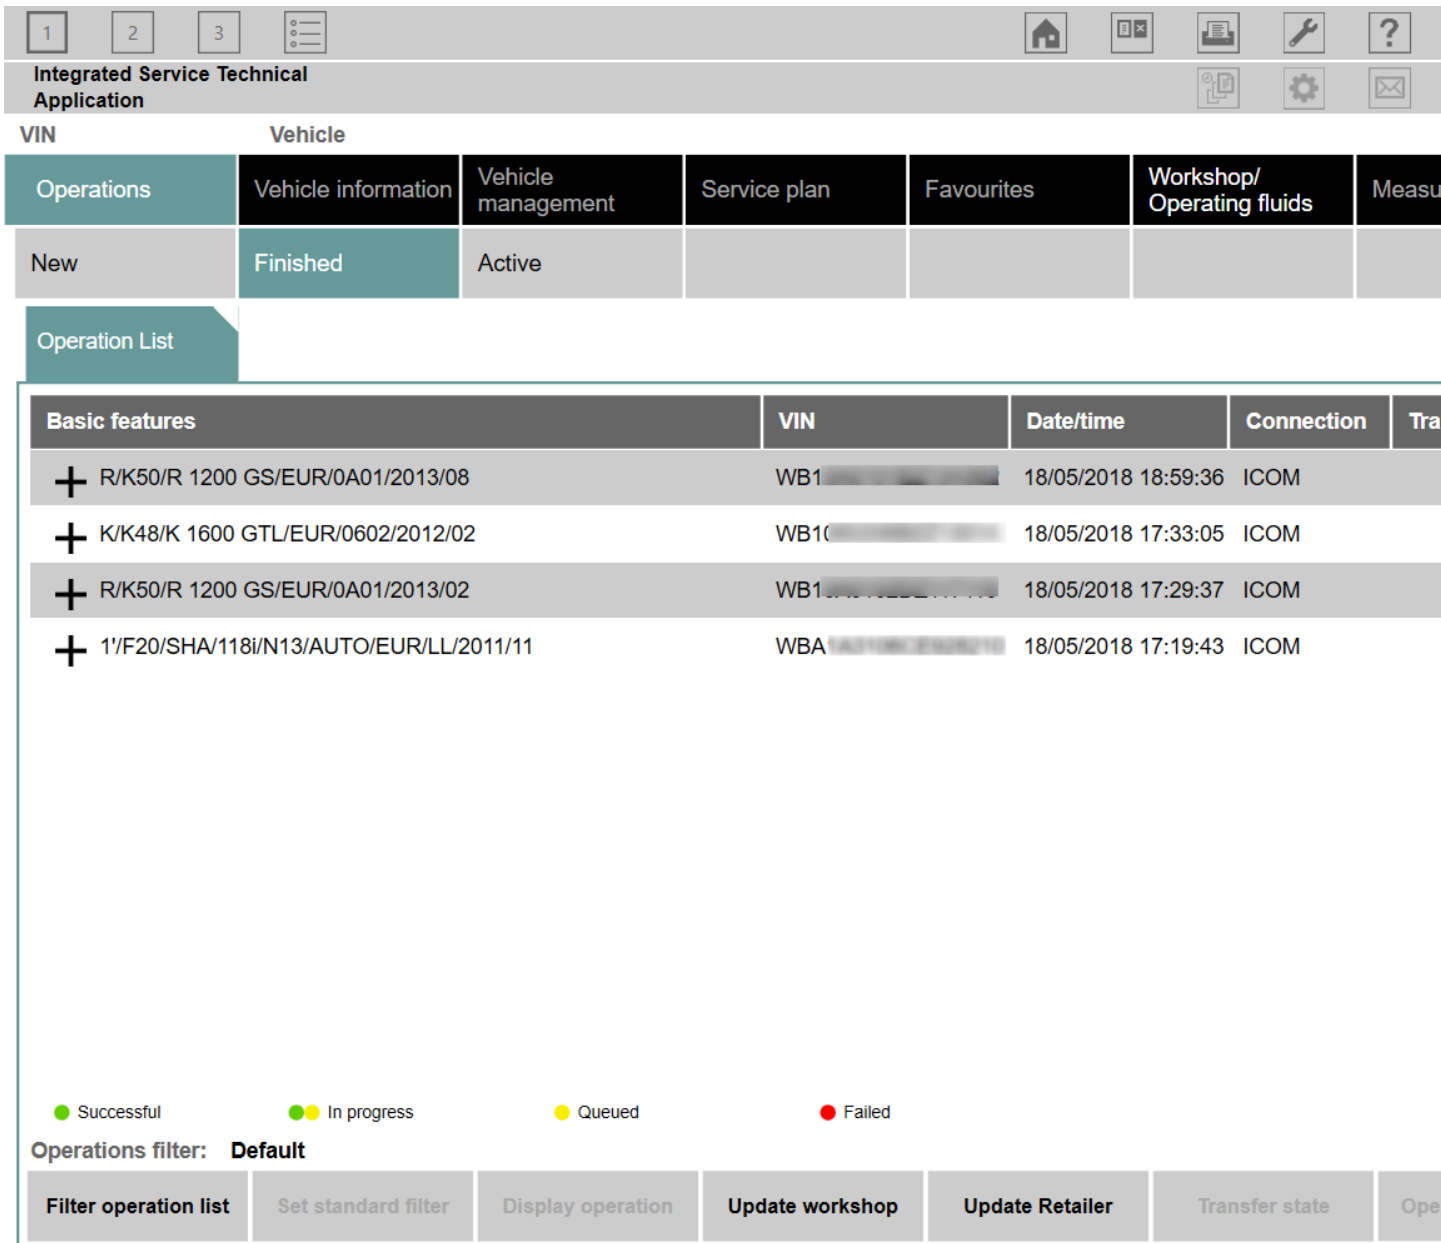 1 2 3
?
Integrated Service Technical
Application
VIN Vehicle
Operations Vehicle information Vehicle management Service plan Favourites Workshop/ Operating fluids Measu
New Finished Active
Operation List
Basic features VIN Date/time Connection Tra
R/K50/R 1200 GS/EUR/0A01/2013/08 WB1 18/05/2018 18:59:36 ICOM
K/K48/K 1600 GTL/EUR/0602/2012/02 WB10 18/05/2018 17:33:05 ICOM
R/K50/R 1200 GS/EUR/0A01/2013/02 WB1 18/05/2018 17:29:37 ICOM
1'/F20/SHA/118i/N13/AUTO/EUR/LL/2011/11 WBA 18/05/2018 17:19:43 ICOM
Successful In progress Queued Failed
Operations filter: Default
Filter operation list Set standard filter Display operation Update workshop Update Retailer Transfer state Ope